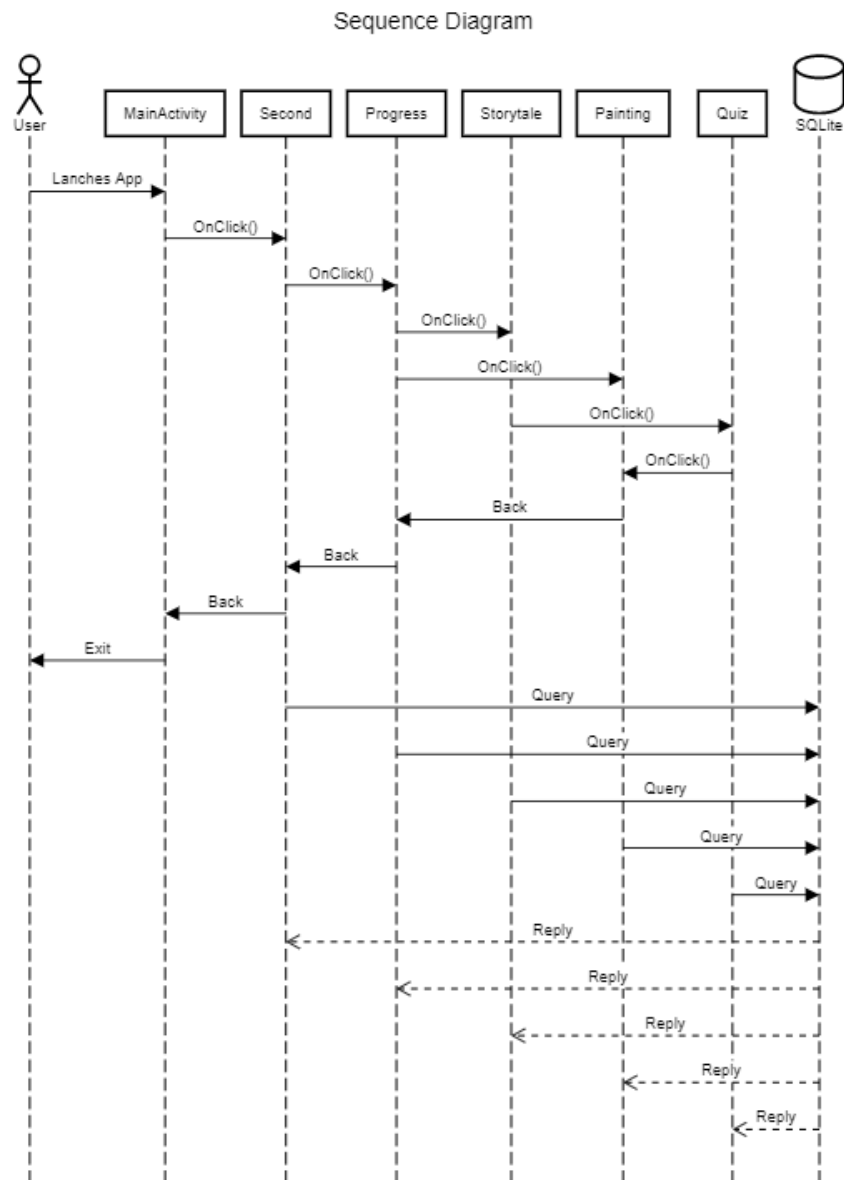 Sequence Diagram
User
MainActivity
Second
Progress
Storytale
Painting
Quiz
SQLite
Lanches App
OnClick()
OnClick()
OnClick()
OnClick()
OnClick()
OnClick()
Back
Back
Back
Exit
Query
Query
Query
Query
Query
Reply
Reply
Reply
Reply
Reply